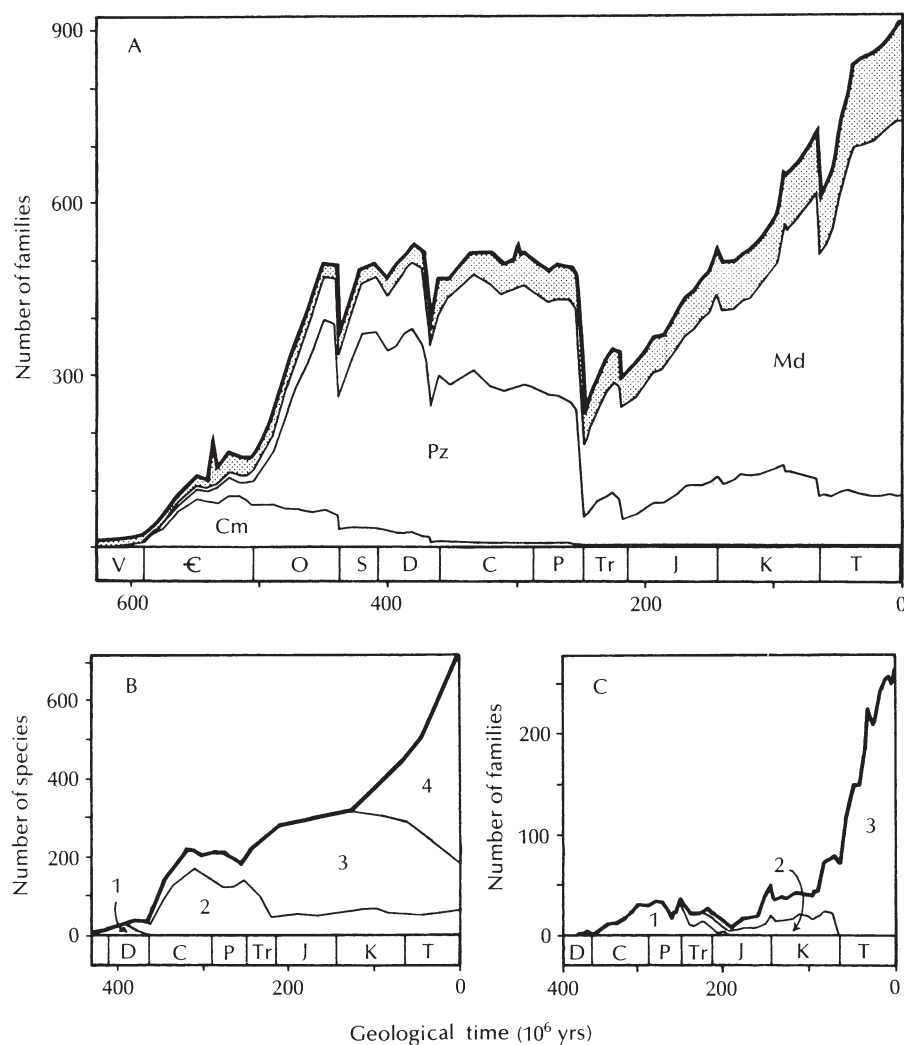 A
900
600
300
Number of families
Cm
Pz
Md
V Є O S D C P Tr J K T
600 400 200 0
B
600
400
200
0
Number of species
1
2
3
4
D C P Tr J K T
400 200 0
C
200
100
0
Number of families
1
2
3
D C P Tr J K T
400 200 0
Geological time (10⁶ yrs)